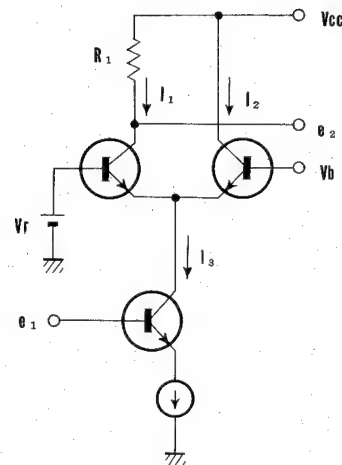 Vcc
R₁
I₁
I₂
e₂
Vr
Vb
I₃
e₁